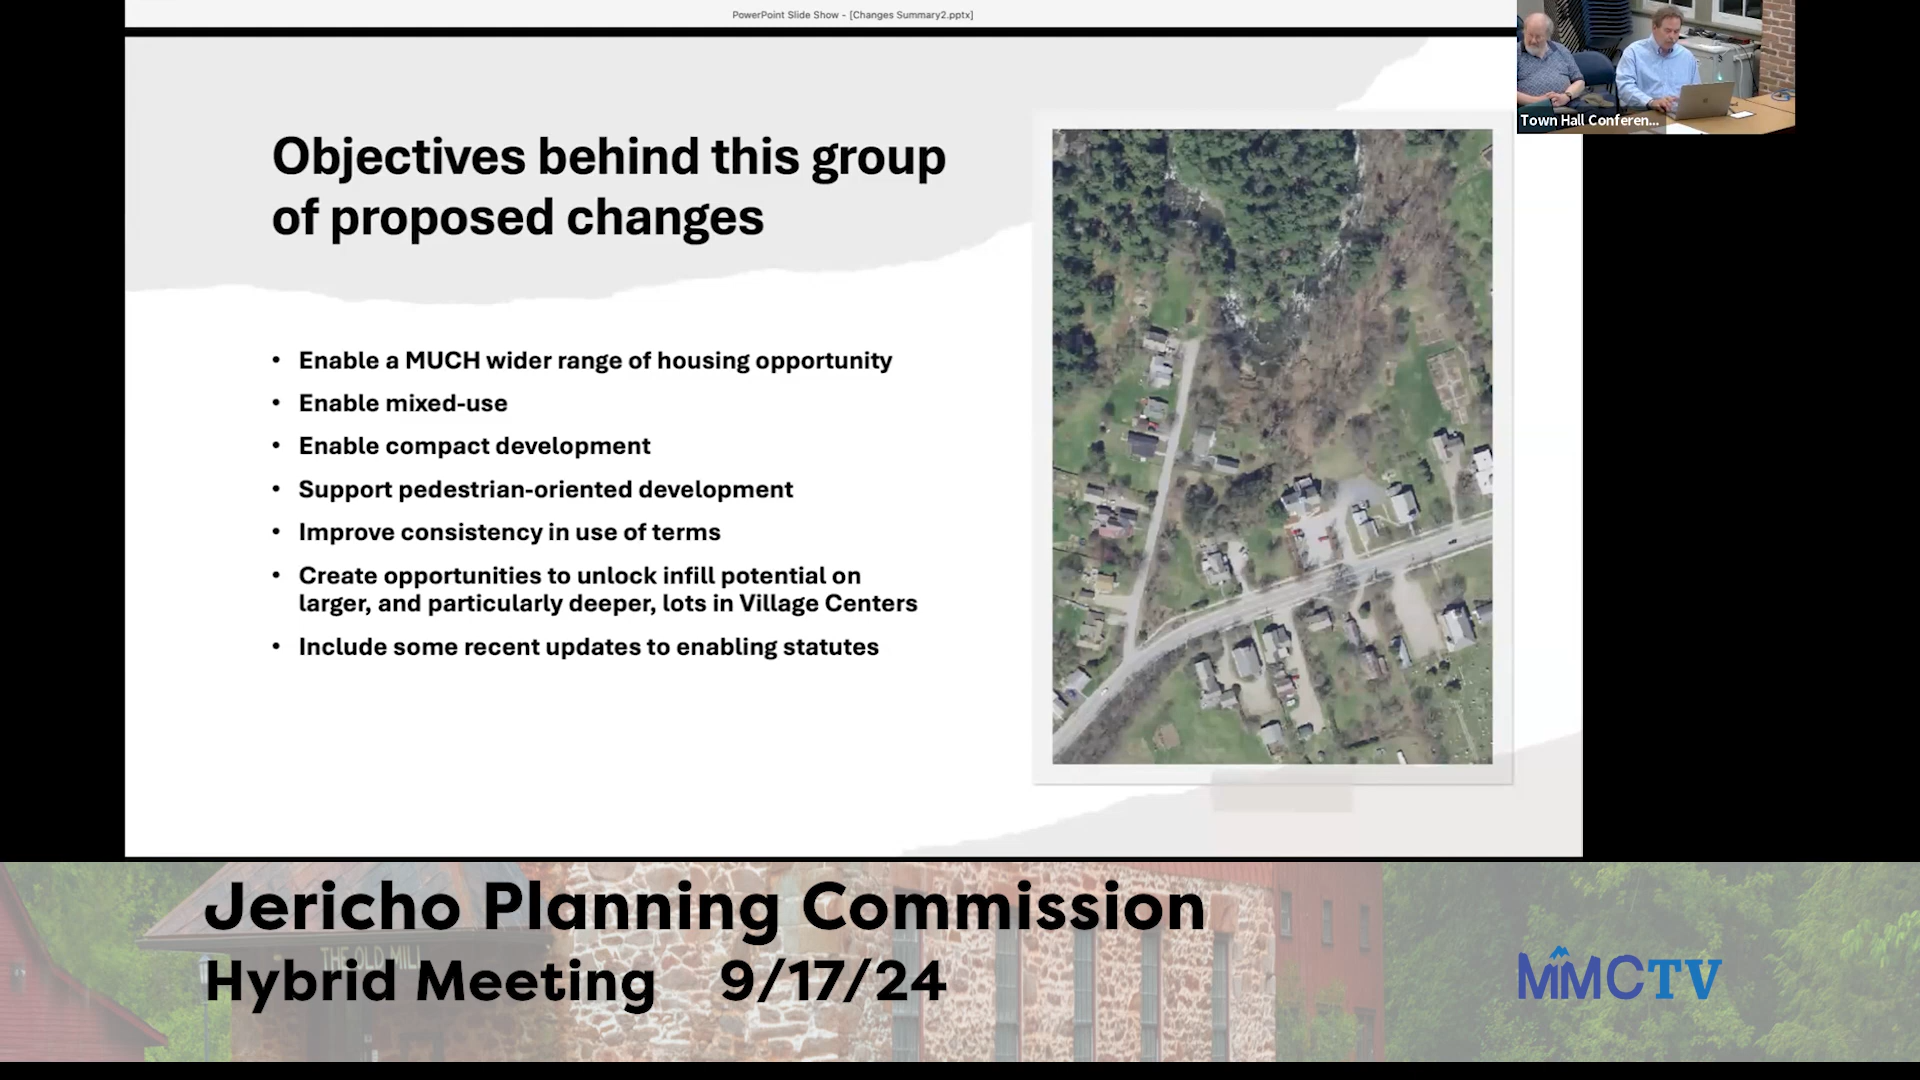 PowerPoint Slide Show - [Changes Summary2.pptx]
Town Hall Conferen...
Objectives behind this group
of proposed changes
• Enable a MUCH wider range of housing opportunity
• Enable mixed-use
• Enable compact development
• Support pedestrian-oriented development
• Improve consistency in use of terms
• Create opportunities to unlock infill potential on
larger, and particularly deeper, lots in Village Centers
• Include some recent updates to enabling statutes
Jericho Planning Commission
THE OLD MILL
Hybrid Meeting 9/17/24
MMCTV